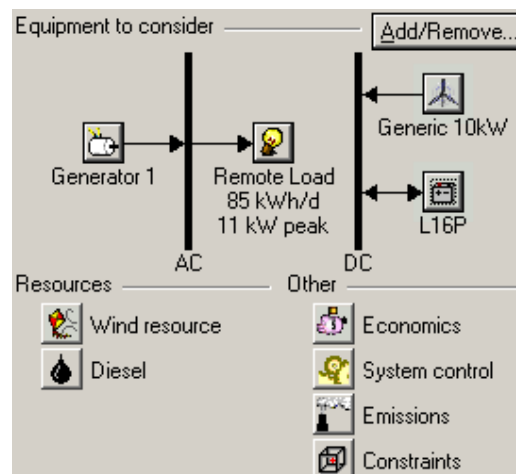 Equipment to consider
Add/Remove...
Generic 10kW
Generator 1
Remote Load
85 kWh/d
11 kW peak
L16P
AC
DC
Resources
Other
Wind resource
Economics
Diesel
System control
Emissions
Constraints